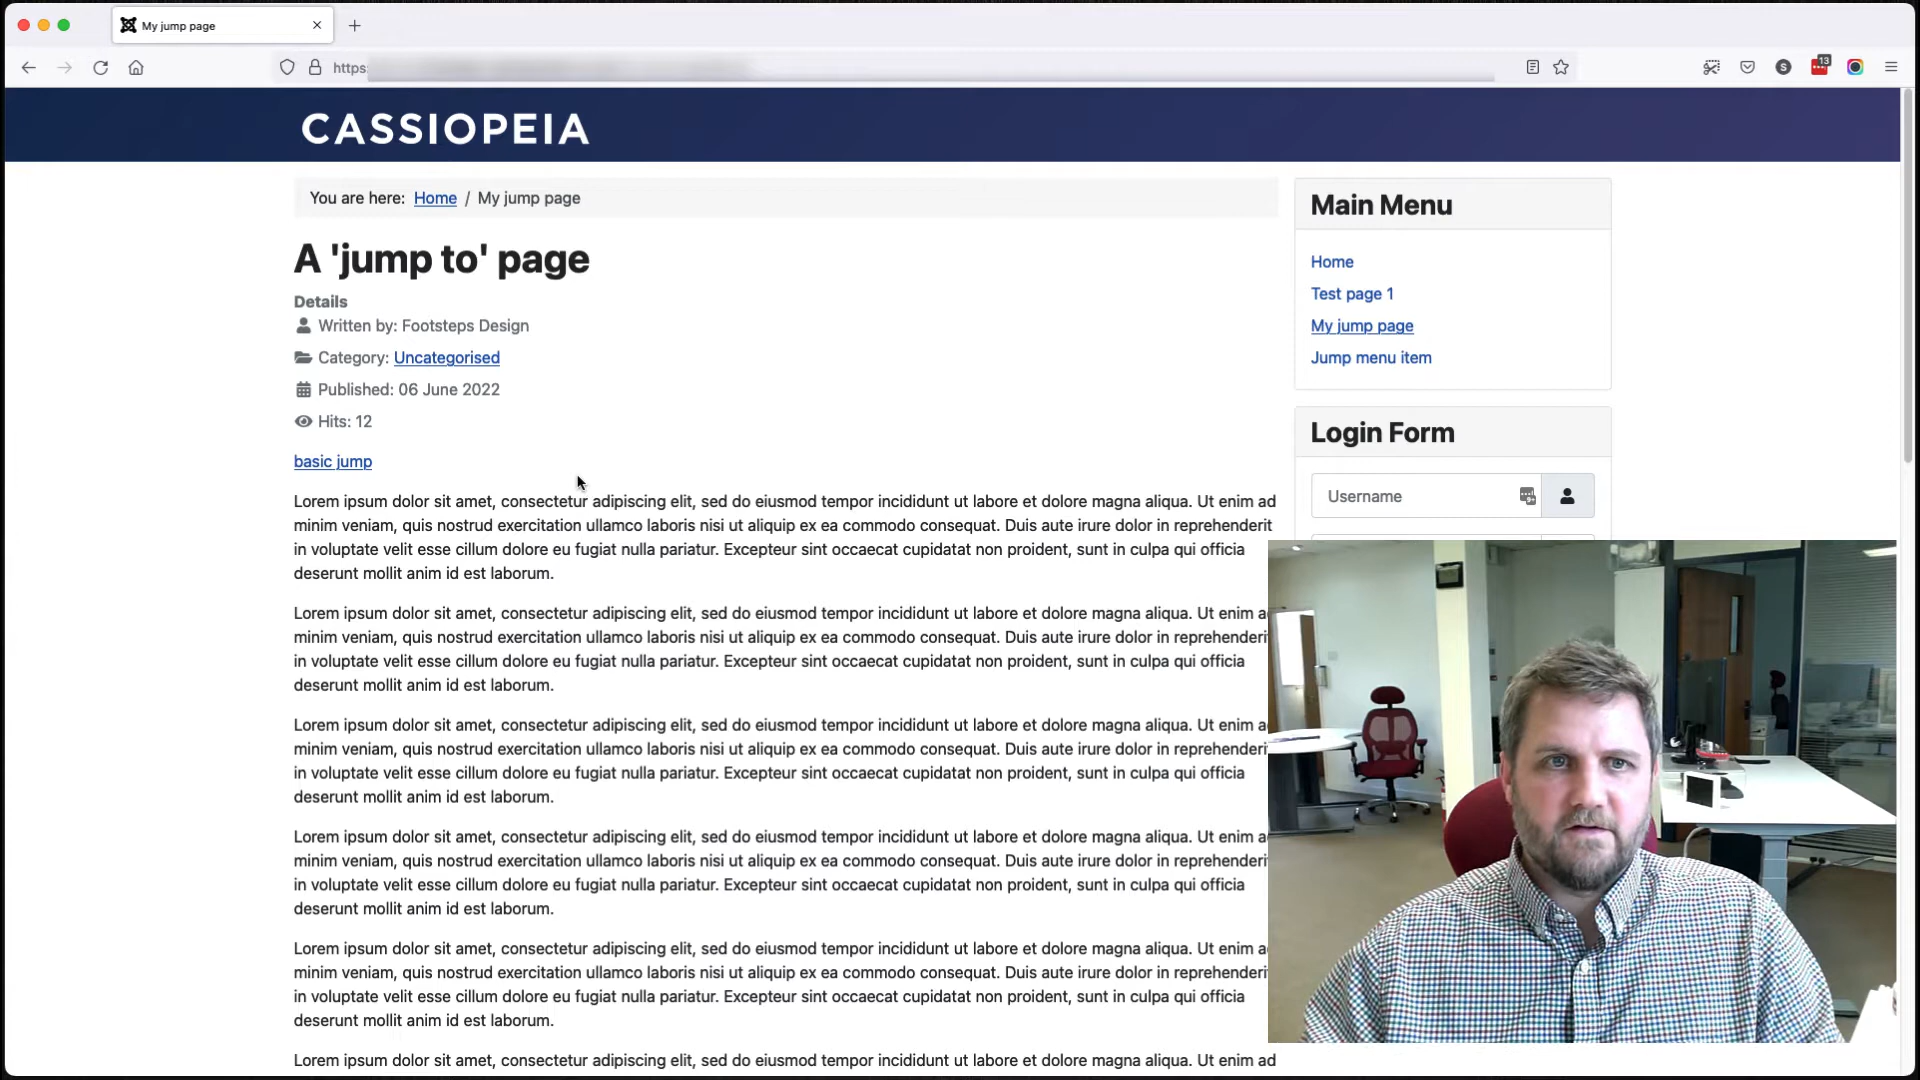 My jump page
13
https:
S
CASSIOPEIA
You are here: Home / My jump page
A 'jump to' page
Details
Written by: Footsteps Design
Category: Uncategorised
Published: 06 June 2022
Hits: 12
basic jump
Lorem ipsum dolor sit amet, consectetur adipiscing elit, sed do eiusmod tempor incididunt ut labore et dolore magna aliqua. Ut enim ad
minim veniam, quis nostrud exercitation ullamco laboris nisi ut aliquip ex ea commodo consequat. Duis aute irure dolor in reprehenderit
in voluptate velit esse cillum dolore eu fugiat nulla pariatur. Excepteur sint occaecat cupidatat non proident, sunt in culpa qui officia
deserunt mollit anim id est laborum.
Lorem ipsum dolor sit amet, consectetur adipiscing elit, sed do eiusmod tempor incididunt ut labore et dolore magna aliqua. Ut enim a
minim veniam, quis nostrud exercitation ullamco laboris nisi ut aliquip ex ea commodo consequat. Duis aute irure dolor in reprehenderi
in voluptate velit esse cillum dolore eu fugiat nulla pariatur. Excepteur sint occaecat cupidatat non proident, sunt in culpa qui officia
deserunt mollit anim id est laborum.
Lorem ipsum dolor sit amet, consectetur adipiscing elit, sed do eiusmod tempor incididunt ut labore et dolore magna aliqua. Ut enim a
minim veniam, quis nostrud exercitation ullamco laboris nisi ut aliquip ex ea commodo consequat. Duis aute irure dolor in reprehenderi
in voluptate velit esse cillum dolore eu fugiat nulla pariatur. Excepteur sint occaecat cupidatat non proident, sunt in culpa qui officia
deserunt mollit anim id est laborum.
Lorem ipsum dolor sit amet, consectetur adipiscing elit, sed do eiusmod tempor incididunt ut labore et dolore magna aliqua. Ut enim a
minim veniam, quis nostrud exercitation ullamco laboris nisi ut aliquip ex ea commodo consequat. Duis aute irure dolor in reprehenderi
in voluptate velit esse cillum dolore eu fugiat nulla pariatur. Excepteur sint occaecat cupidatat non proident, sunt in culpa qui officia
deserunt mollit anim id est laborum.
Lorem ipsum dolor sit amet, consectetur adipiscing elit, sed do eiusmod tempor incididunt ut labore et dolore magna aliqua. Ut enim a
minim veniam, quis nostrud exercitation ullamco laboris nisi ut aliquip ex ea commodo consequat. Duis aute irure dolor in reprehenderi
in voluptate velit esse cillum dolore eu fugiat nulla pariatur. Excepteur sint occaecat cupidatat non proident, sunt in culpa qui officia
deserunt mollit anim id est laborum.
Lorem ipsum dolor sit amet, consectetur adipiscing elit, sed do eiusmod tempor incididunt ut labore et dolore magna aliqua. Ut enim ad
Main Menu
Home
Test page 1
My jump page
Jump menu item
Login Form
Username